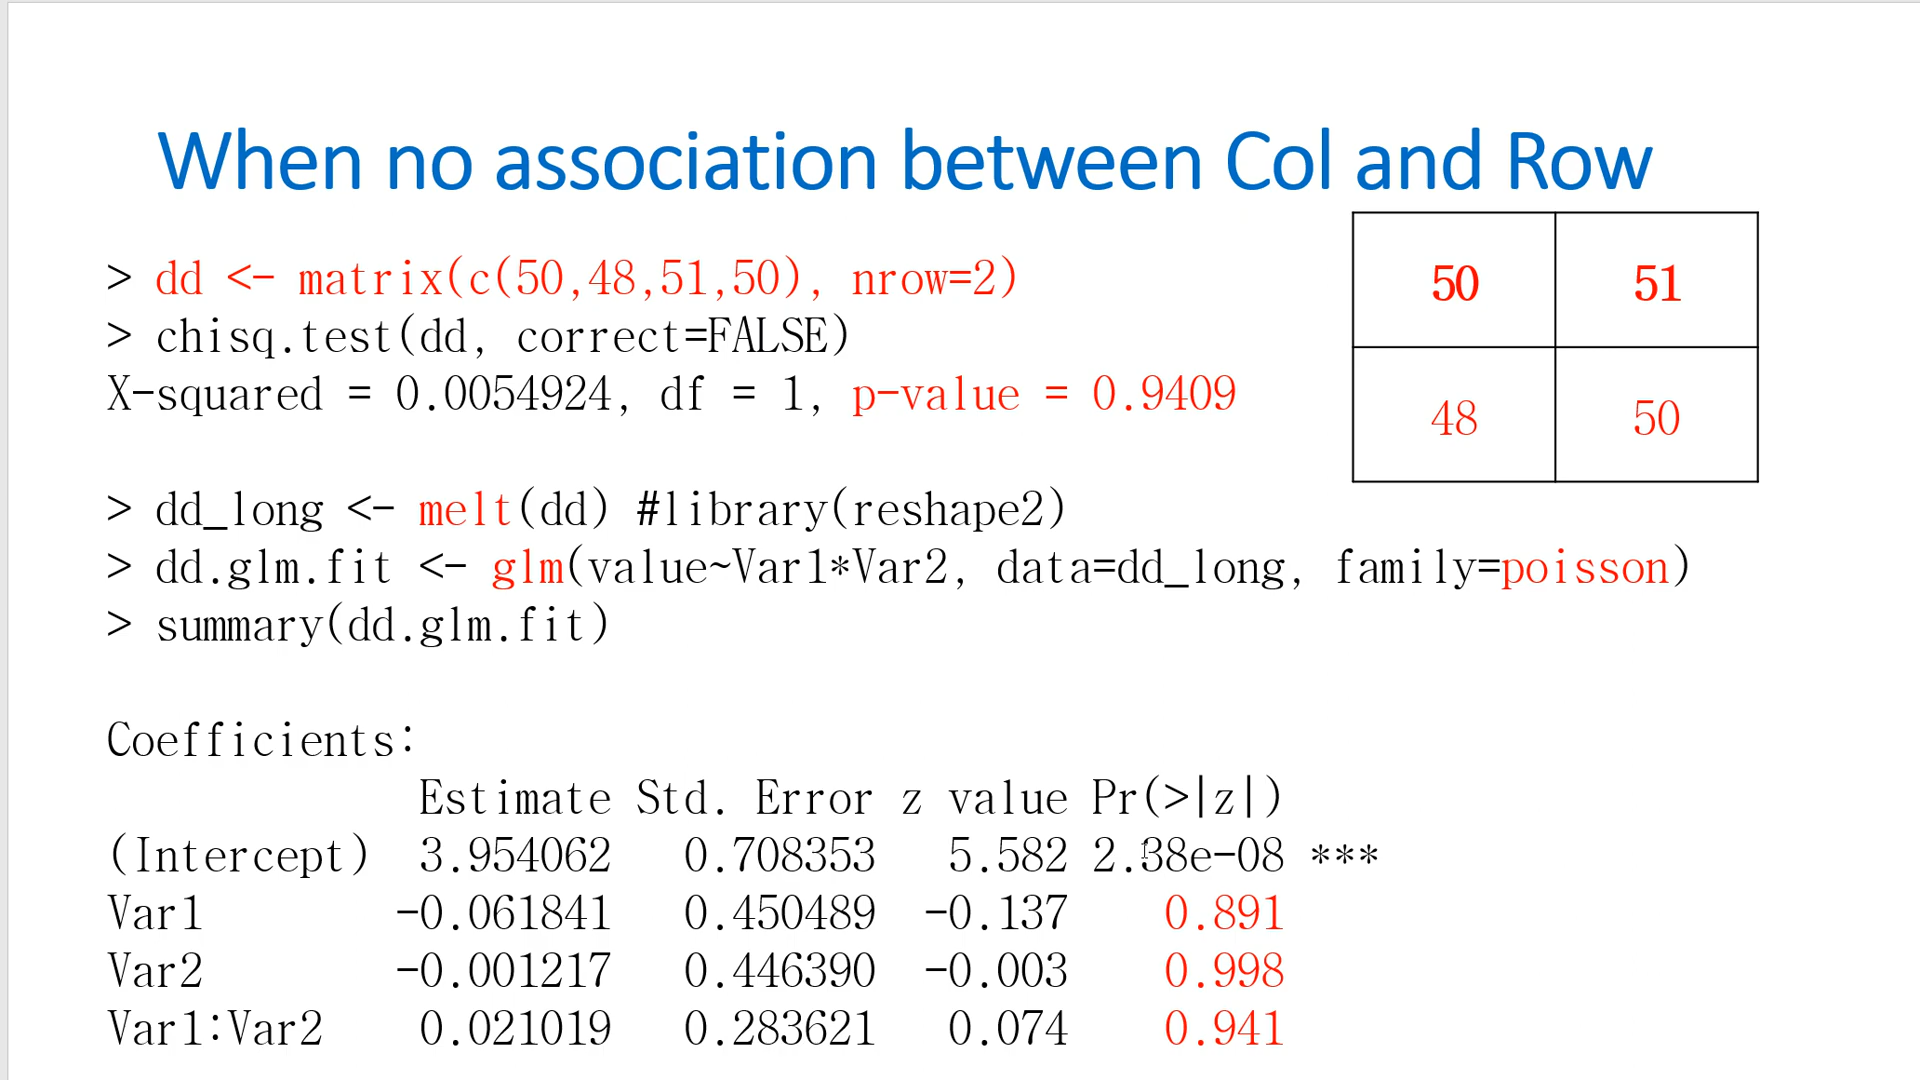 When no association between Col and Row
50 51
48 50
> dd <- matrix(c(50,48,51,50), nrow=2)
> chisq.test(dd, correct=FALSE)
X-squared = 0.0054924, df = 1, p-value = 0.9409
> dd_long <- melt(dd) #library(reshape2)
> dd.glm.fit <- glm(value~Var1*Var2, data=dd_long, family=poisson)
> summary(dd.glm.fit)
Coefficients:
Estimate Std. Error z value Pr(>|z|)
(Intercept) 3.954062 0.708353 5.582 2.38e-08 ***
Var1 -0.061841 0.450489 -0.137 0.891
Var2 -0.001217 0.446390 -0.003 0.998
Var1:Var2 0.021019 0.283621 0.074 0.941